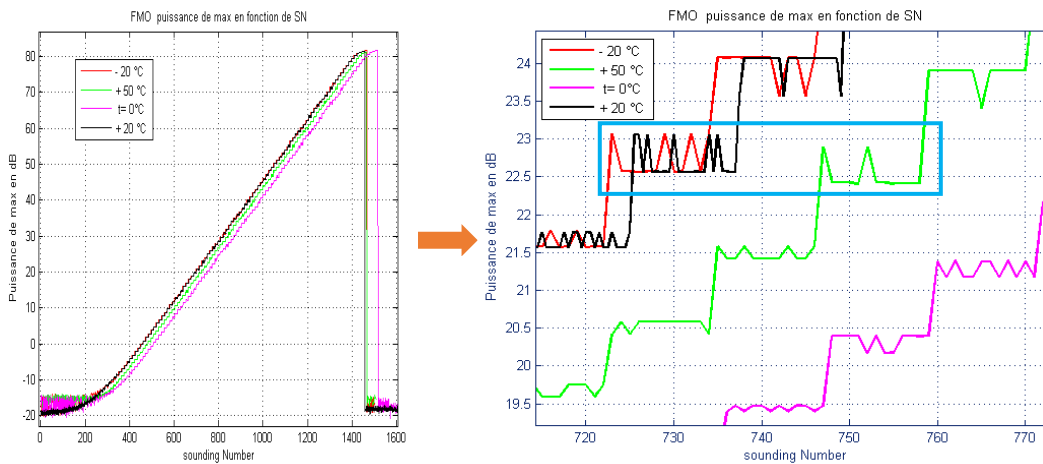 FMO puissance de max en fonction de SN
Puissance de max en dB
80
70
60
50
40
30
20
10
0
-10
-20
- 20 °C
+ 50 °C
t= 0°C
+ 20 °C
0 200 400 600 800 1000 1200 1400 1600
sounding Number
FMO puissance de max en fonction de SN
Puissance de max en dB
24
23.5
23
22.5
22
21.5
21
20.5
20
19.5
- 20 °C
+ 50 °C
t= 0°C
+ 20 °C
720 730 740 750 760 770
sounding Number